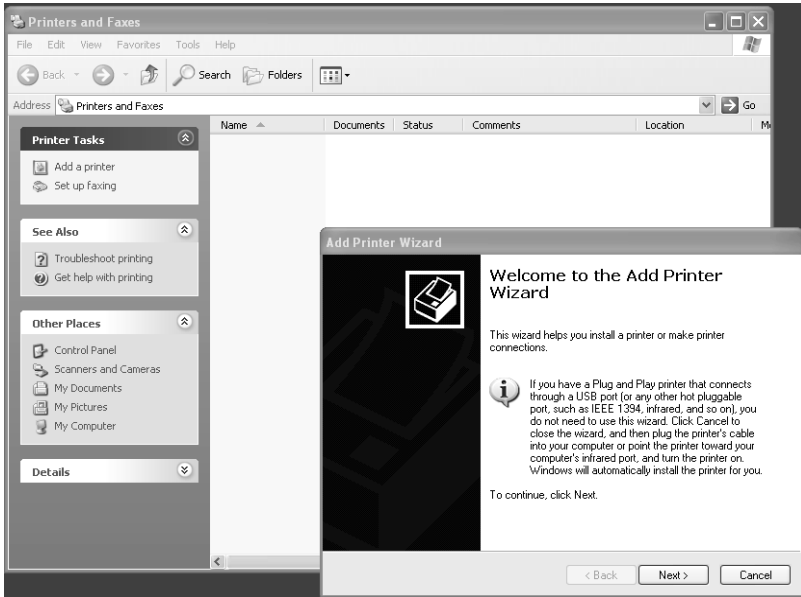 Printers and Faxes
File Edit View Favorites Tools Help
Back Search Folders
Address Printers and Faxes Go
Name Documents Status Comments Location M
Printer Tasks
Add a printer
Set up faxing
See Also
Troubleshoot printing
Get help with printing
Other Places
Control Panel
Scanners and Cameras
My Documents
My Pictures
My Computer
Details
Add Printer Wizard
Welcome to the Add Printer
Wizard
This wizard helps you install a printer or make printer
connections.
If you have a Plug and Play printer that connects
through a USB port (or any other hot pluggable
port, such as IEEE 1394, infrared, and so on), you
do not need to use this wizard. Click Cancel to
close the wizard, and then plug the printer's cable
into your computer or point the printer toward your
computer's infrared port, and turn the printer on.
Windows will automatically install the printer for you.
To continue, click Next.
< Back Next > Cancel